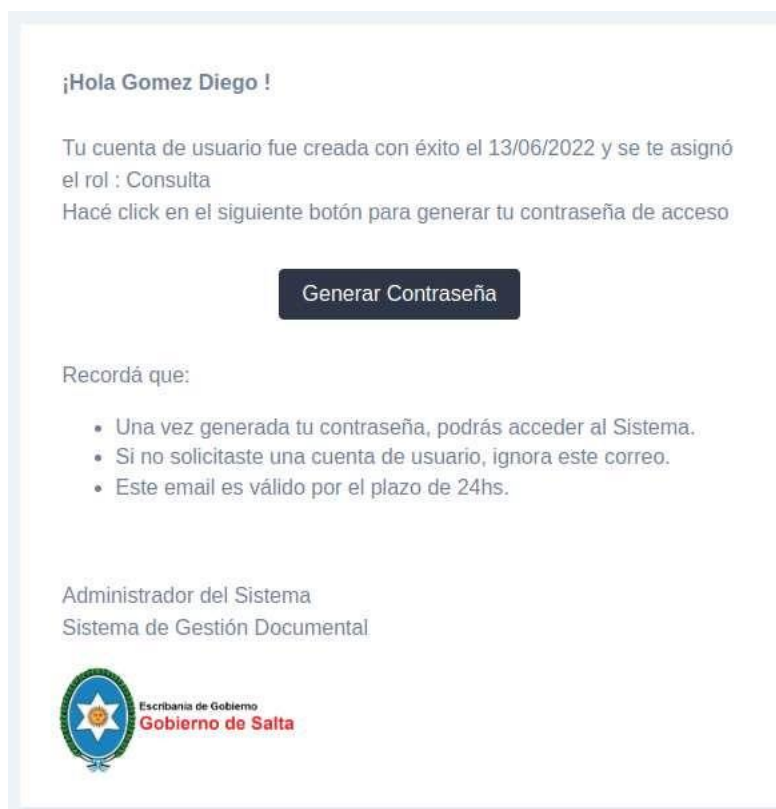 ¡Hola Gomez Diego !
Tu cuenta de usuario fue creada con éxito el 13/06/2022 y se te asignó
el rol : Consulta
Hacé click en el siguiente botón para generar tu contraseña de acceso
Generar Contraseña
Recordá que:
• Una vez generada tu contraseña, podrás acceder al Sistema.
• Si no solicitaste una cuenta de usuario, ignora este correo.
• Este email es válido por el plazo de 24hs.
Administrador del Sistema
Sistema de Gestión Documental
Escribanía de Gobierno
Gobierno de Salta